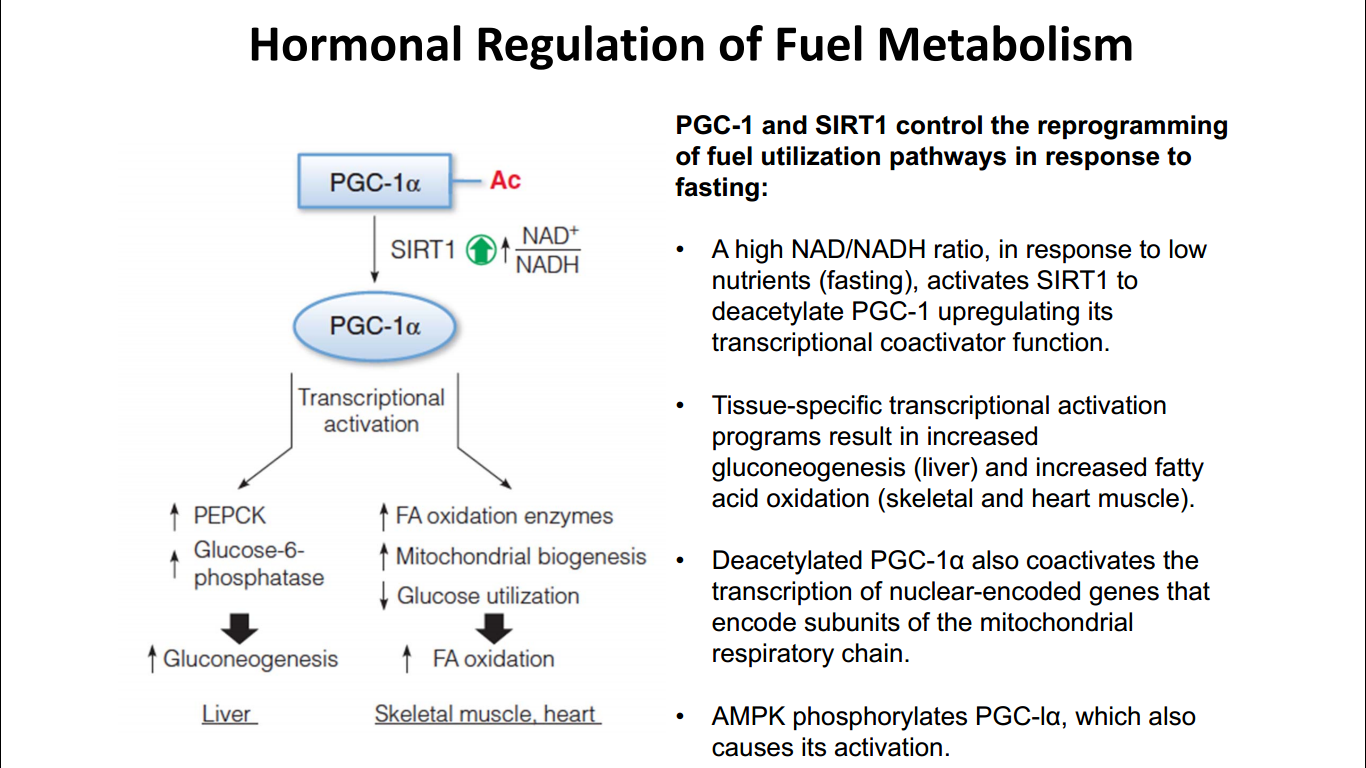 Hormonal Regulation of Fuel Metabolism
PGC-1α
Ac
SIRT1
NAD⁺
NADH
PGC-1α
Transcriptional
activation
PEPCK
Glucose-6-
phosphatase
Gluconeogenesis
Liver
FA oxidation enzymes
Mitochondrial biogenesis
Glucose utilization
FA oxidation
Skeletal muscle, heart
PGC-1 and SIRT1 control the reprogramming
of fuel utilization pathways in response to
fasting:
• A high NAD/NADH ratio, in response to low
nutrients (fasting), activates SIRT1 to
deacetylate PGC-1 upregulating its
transcriptional coactivator function.
• Tissue-specific transcriptional activation
programs result in increased
gluconeogenesis (liver) and increased fatty
acid oxidation (skeletal and heart muscle).
• Deacetylated PGC-1α also coactivates the
transcription of nuclear-encoded genes that
encode subunits of the mitochondrial
respiratory chain.
• AMPK phosphorylates PGC-lα, which also
causes its activation.